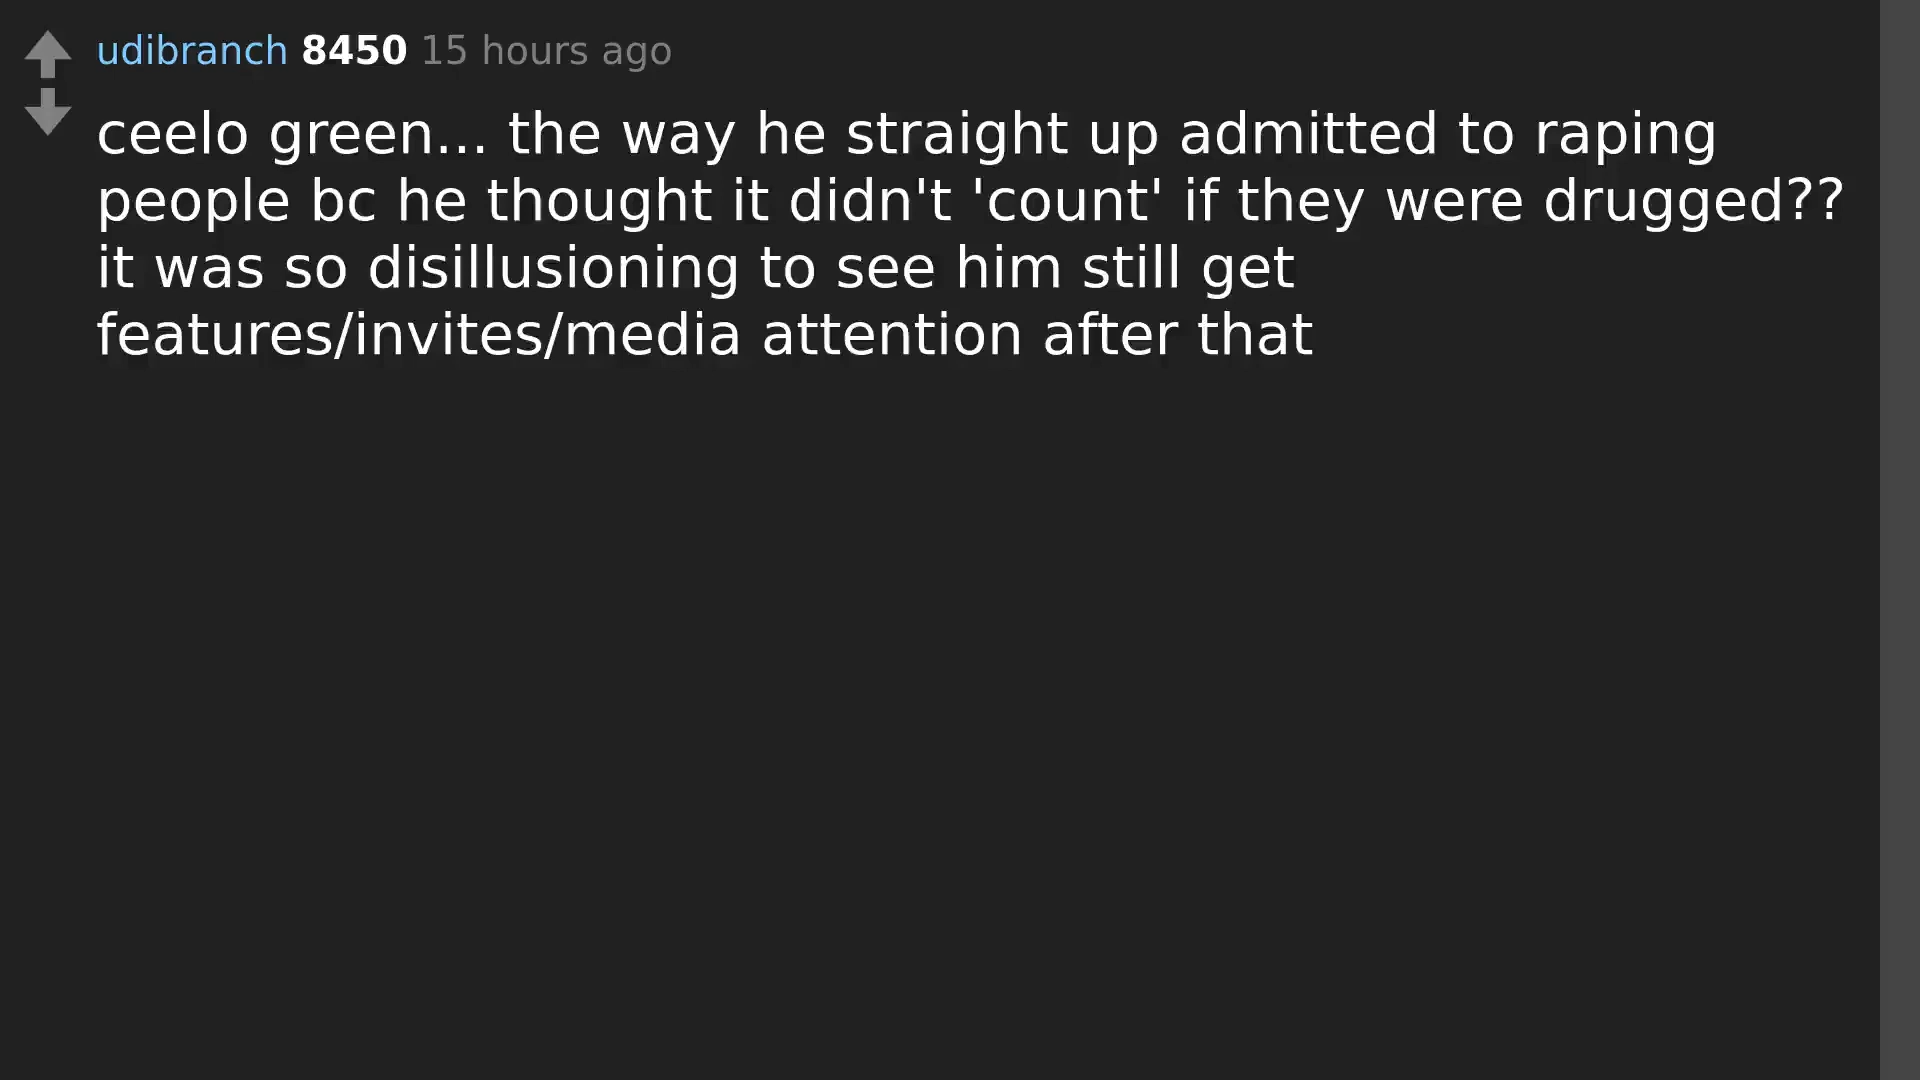 udibranch 8450 15 hours ago
ceelo green... the way he straight up admitted to raping
people bc he thought it didn't 'count' if they were drugged??
it was so disillusioning to see him still get
features/invites/media attention after that